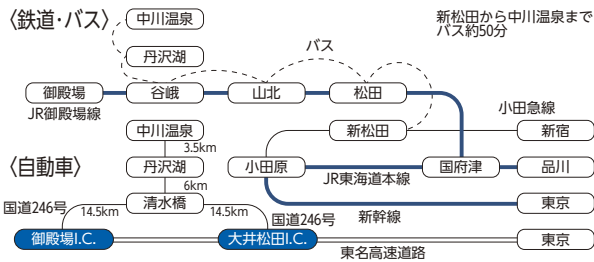 〈鉄道・バス〉
中川温泉
新松田から中川温泉まで
バス約50分
丹沢湖
バス
御殿場
谷峨
山北
松田
JR御殿場線
小田急線
中川温泉
新松田
新宿
3.5km
〈自動車〉
丹沢湖
小田原
国府津
品川
6km
JR東海道本線
国道246号
清水橋
14.5km
14.5km
国道246号
新幹線
東京
御殿場I.C.
大井松田I.C.
東京
東名高速道路